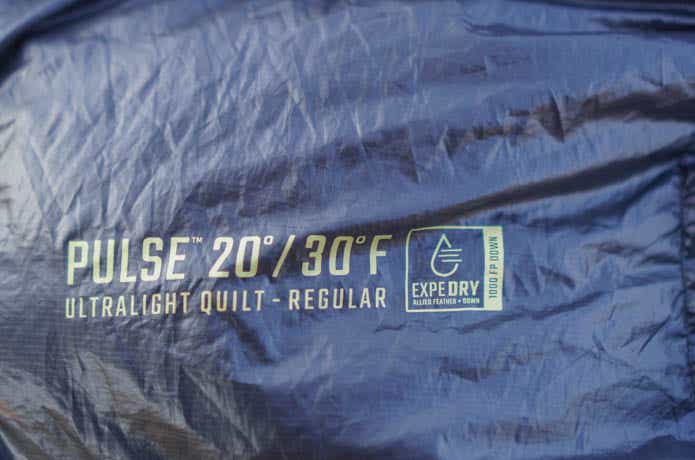 PULSE™ 20°/30°F
ULTRALIGHT QUILT - REGULAR
EXPEDRY
ALLIED FEATHER + DOWN
1000 FP DOWN